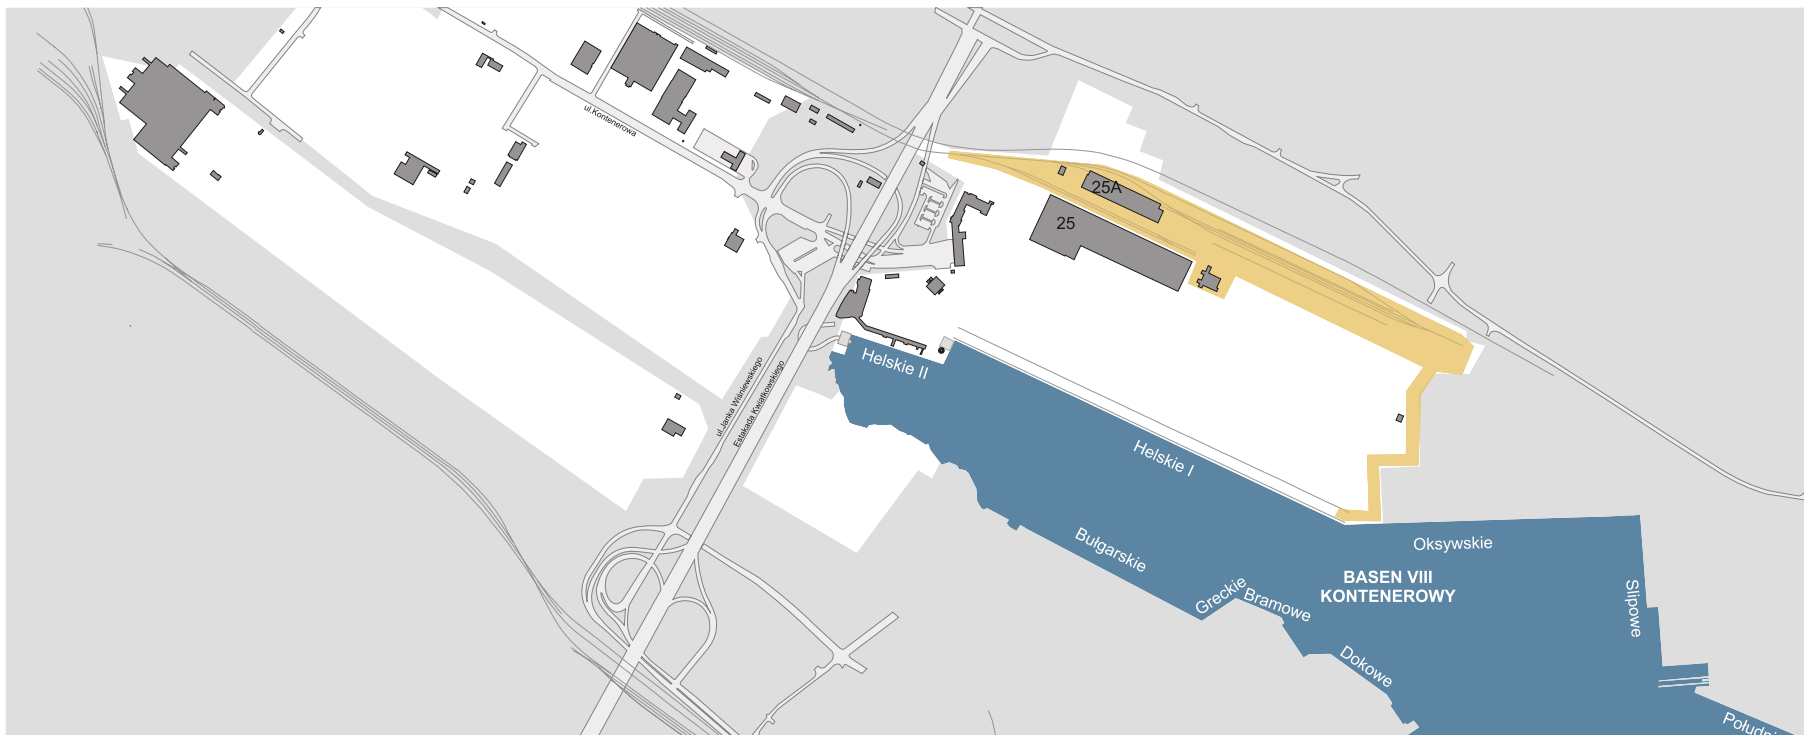 ul.Kontenerowa
25A
25
Helskie II
ul.Janka Wiśniewskiego
Estakada Kwiatkowskiego
Helskie I
Bułgarskie
Oksywskie
BASEN VIII
KONTENEROWY
Greckie
Bramowe
Slipowe
Dokowe